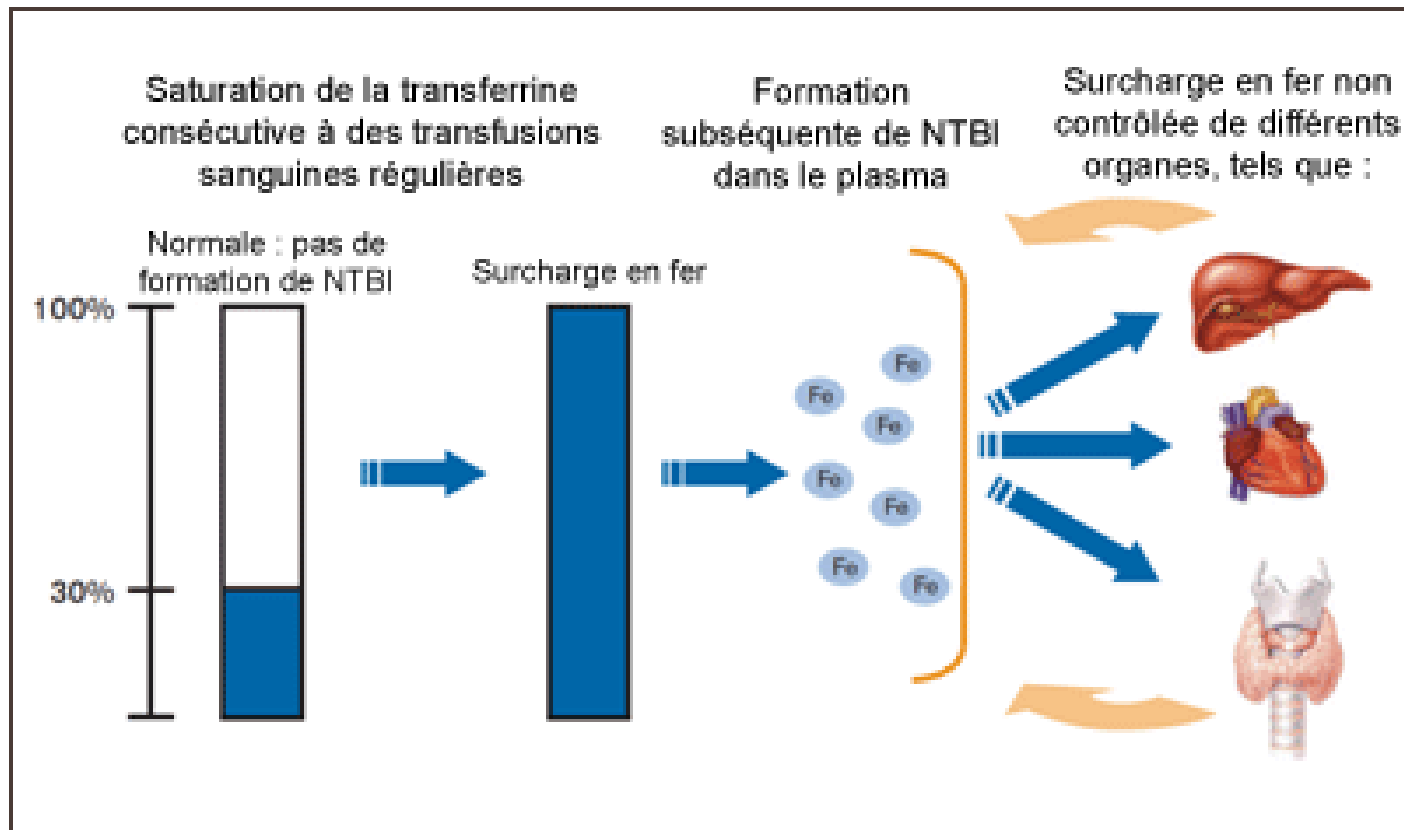 Saturation de la transferrine
consécutive à des transfusions
sanguines régulières
Formation
subséquente de NTBI
dans le plasma
Surcharge en fer non
contrôlée de différents
organes, tels que :
Normale : pas de
formation de NTBI
Surcharge en fer
100%
30%
Fe
Fe
Fe
Fe
Fe
Fe
Fe